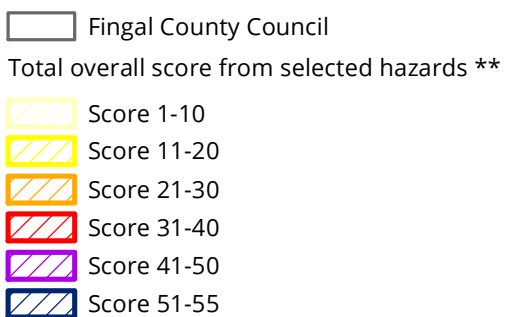 Fingal County Council
Total overall score from selected hazards **
Score 1-10
Score 11-20
Score 21-30
Score 31-40
Score 41-50
Score 51-55